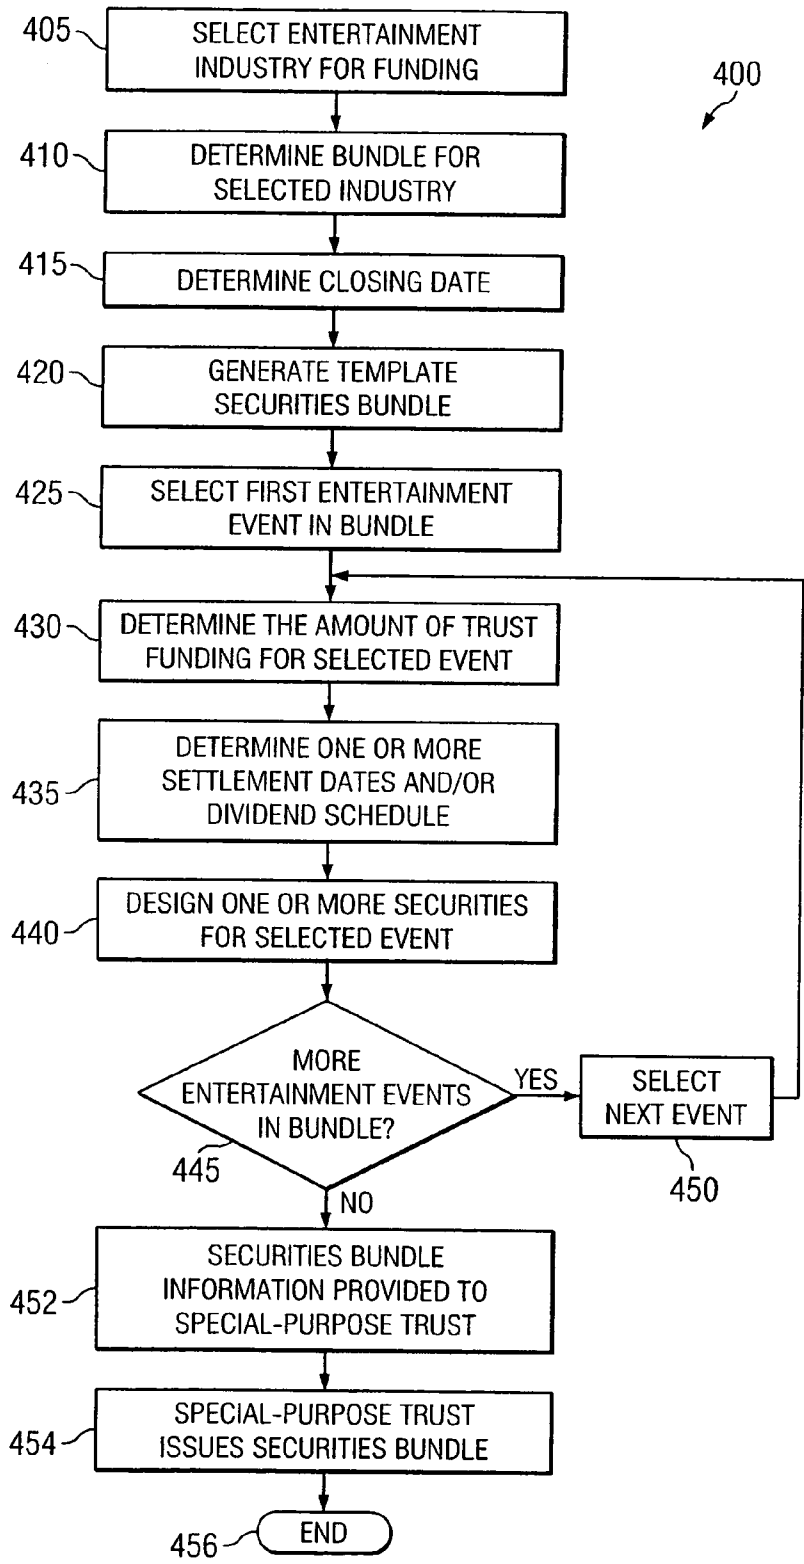 405
SELECT ENTERTAINMENT
INDUSTRY FOR FUNDING
400
410
DETERMINE BUNDLE FOR
SELECTED INDUSTRY
415
DETERMINE CLOSING DATE
420
GENERATE TEMPLATE
SECURITIES BUNDLE
425
SELECT FIRST ENTERTAINMENT
EVENT IN BUNDLE
430
DETERMINE THE AMOUNT OF TRUST
FUNDING FOR SELECTED EVENT
435
DETERMINE ONE OR MORE
SETTLEMENT DATES AND/OR
DIVIDEND SCHEDULE
440
DESIGN ONE OR MORE SECURITIES
FOR SELECTED EVENT
MORE
ENTERTAINMENT EVENTS
IN BUNDLE?
445
YES
SELECT
NEXT EVENT
450
NO
452
SECURITIES BUNDLE
INFORMATION PROVIDED TO
SPECIAL-PURPOSE TRUST
454
SPECIAL-PURPOSE TRUST
ISSUES SECURITIES BUNDLE
456
END